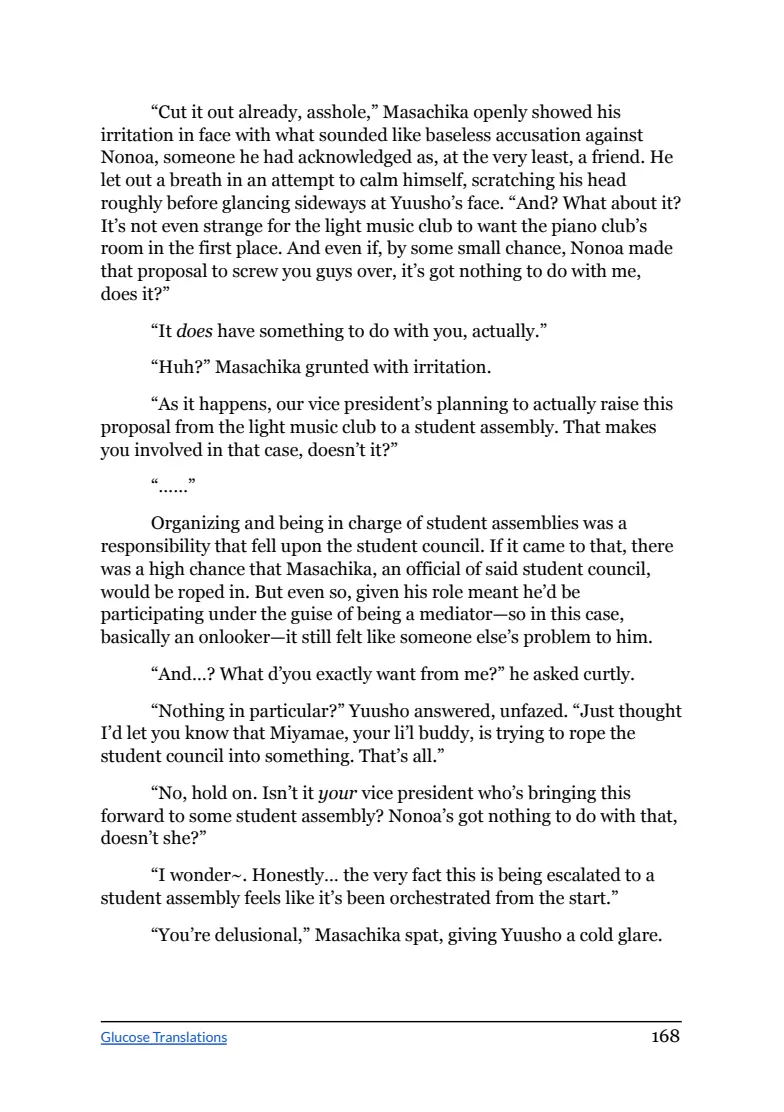 “Cut it out already, asshole,” Masachika openly showed his
irritation in face with what sounded like baseless accusation against
Nonoa, someone he had acknowledged as, at the very least, a friend. He
let out a breath in an attempt to calm himself, scratching his head
roughly before glancing sideways at Yuusho’s face. “And? What about it?
It’s not even strange for the light music club to want the piano club’s
room in the first place. And even if, by some small chance, Nonoa made
that proposal to screw you guys over, it’s got nothing to do with me,
does it?”
“It does have something to do with you, actually.”
“Huh?” Masachika grunted with irritation.
“As it happens, our vice president’s planning to actually raise this
proposal from the light music club to a student assembly. That makes
you involved in that case, doesn’t it?”
“……”
Organizing and being in charge of student assemblies was a
responsibility that fell upon the student council. If it came to that, there
was a high chance that Masachika, an official of said student council,
would be roped in. But even so, given his role meant he’d be
participating under the guise of being a mediator—so in this case,
basically an onlooker—it still felt like someone else’s problem to him.
“And…? What d’you exactly want from me?” he asked curtly.
“Nothing in particular?” Yuusho answered, unfazed. “Just thought
I’d let you know that Miyamae, your li’l buddy, is trying to rope the
student council into something. That’s all.”
“No, hold on. Isn’t it your vice president who’s bringing this
forward to some student assembly? Nonoa’s got nothing to do with that,
doesn’t she?”
“I wonder~. Honestly… the very fact this is being escalated to a
student assembly feels like it’s been orchestrated from the start.”
“You’re delusional,” Masachika spat, giving Yuusho a cold glare.
Glucose Translations 168